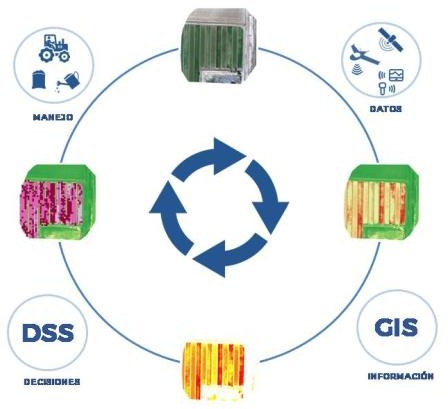 MANEJO
DATOS
DSS
DECISIONES
GIS
INFORMACIÓN